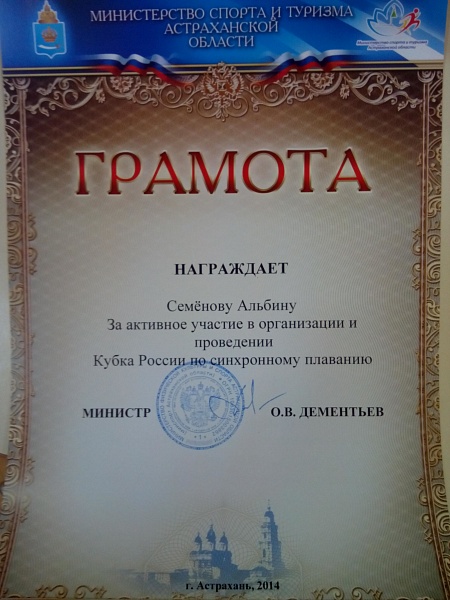 МИНИСТЕРСТВО СПОРТА И ТУРИЗМА
АСТРАХАНСКОЙ
ОБЛАСТИ
ГРАМОТА
НАГРАЖДАЕТ
Семёнову Альбину
За активное участие в организации и
проведении
Кубка России по синхронному плаванию
МИНИСТР О.В. ДЕМЕНТЬЕВ
г. Астрахань, 2014